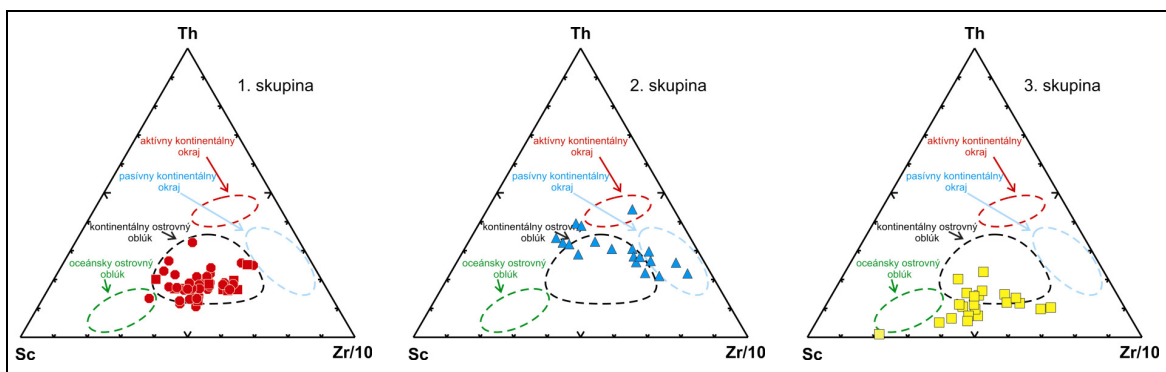 Th
1. skupina
aktívny kontinentálny
okraj
pasívny kontinentálny
okraj
kontinentálny ostrovný
oblúk
oceánsky ostrovný
oblúk
Sc
Zr/10
Th
2. skupina
aktívny kontinentálny
okraj
pasívny kontinentálny
okraj
kontinentálny ostrovný
oblúk
oceánsky ostrovný
oblúk
Sc
Zr/10
Th
3. skupina
aktívny kontinentálny
okraj
pasívny kontinentálny
okraj
kontinentálny ostrovný
oblúk
oceánsky ostrovný
oblúk
Sc
Zr/10